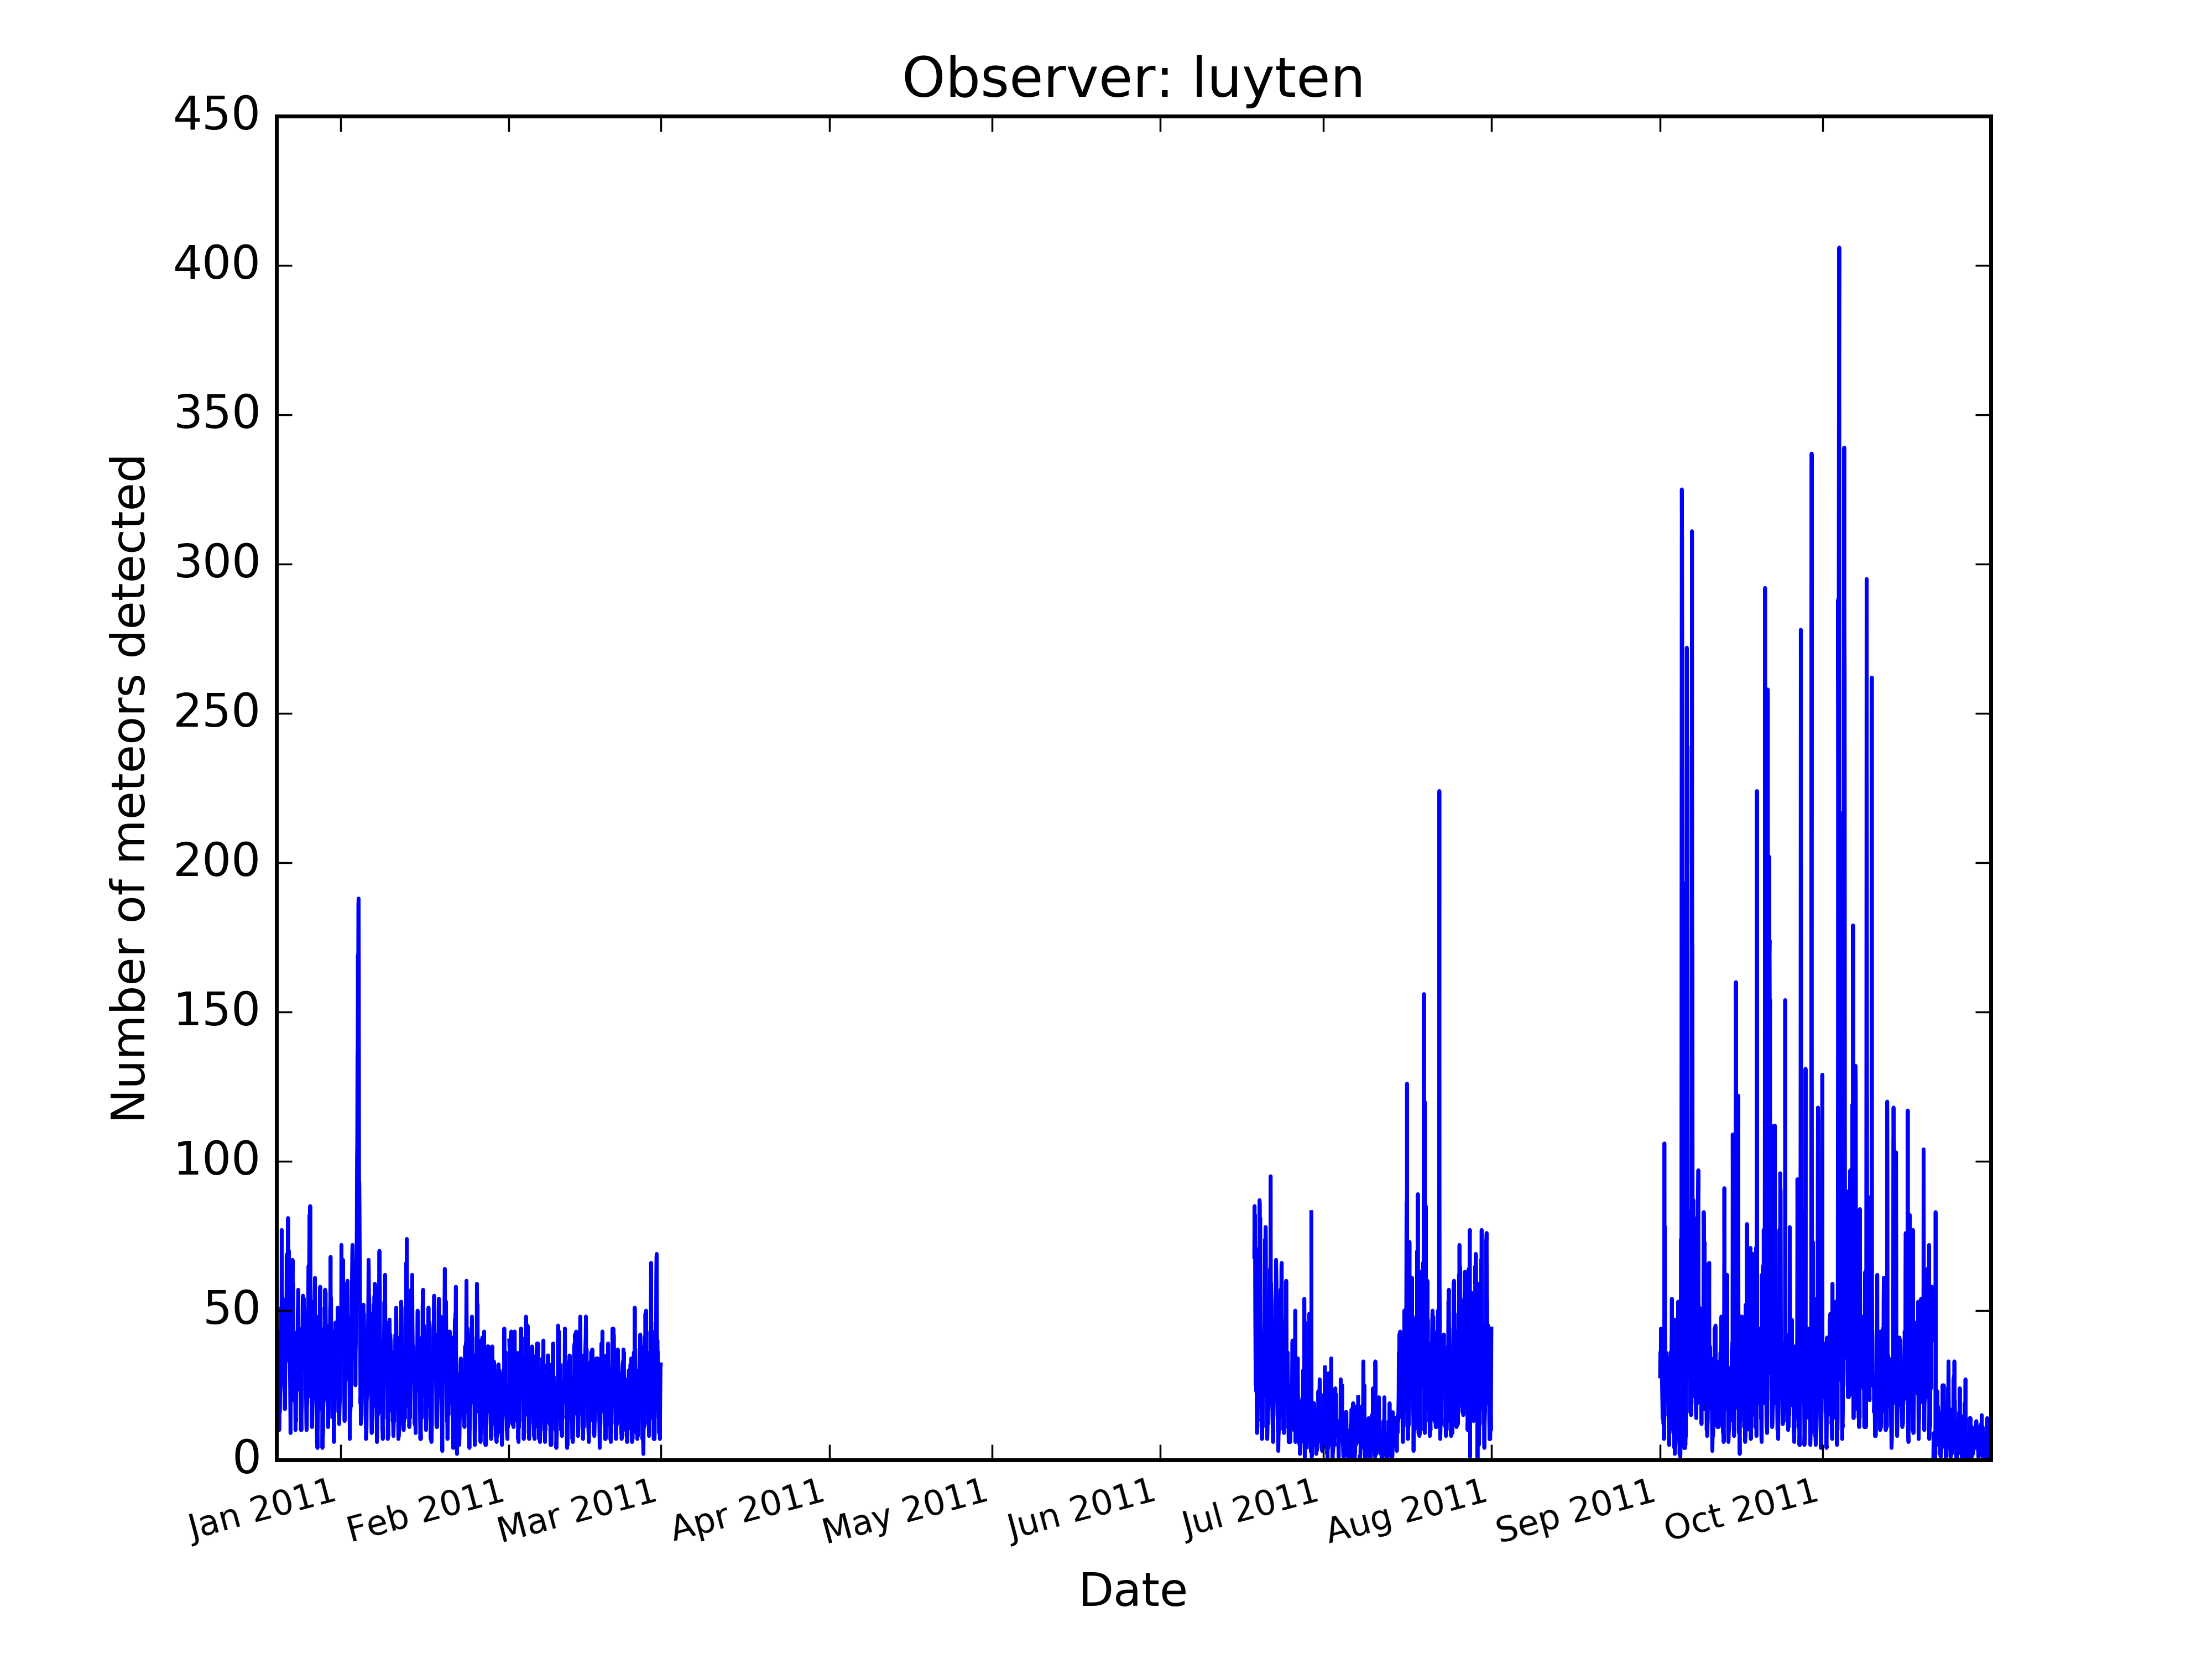 Observer: luyten
450
400
350
300
250
200
150
100
50
0
Number of meteors detected
Jan 2011
Feb 2011
Mar 2011
Apr 2011
May 2011
Jun 2011
Jul 2011
Aug 2011
Sep 2011
Oct 2011
Date